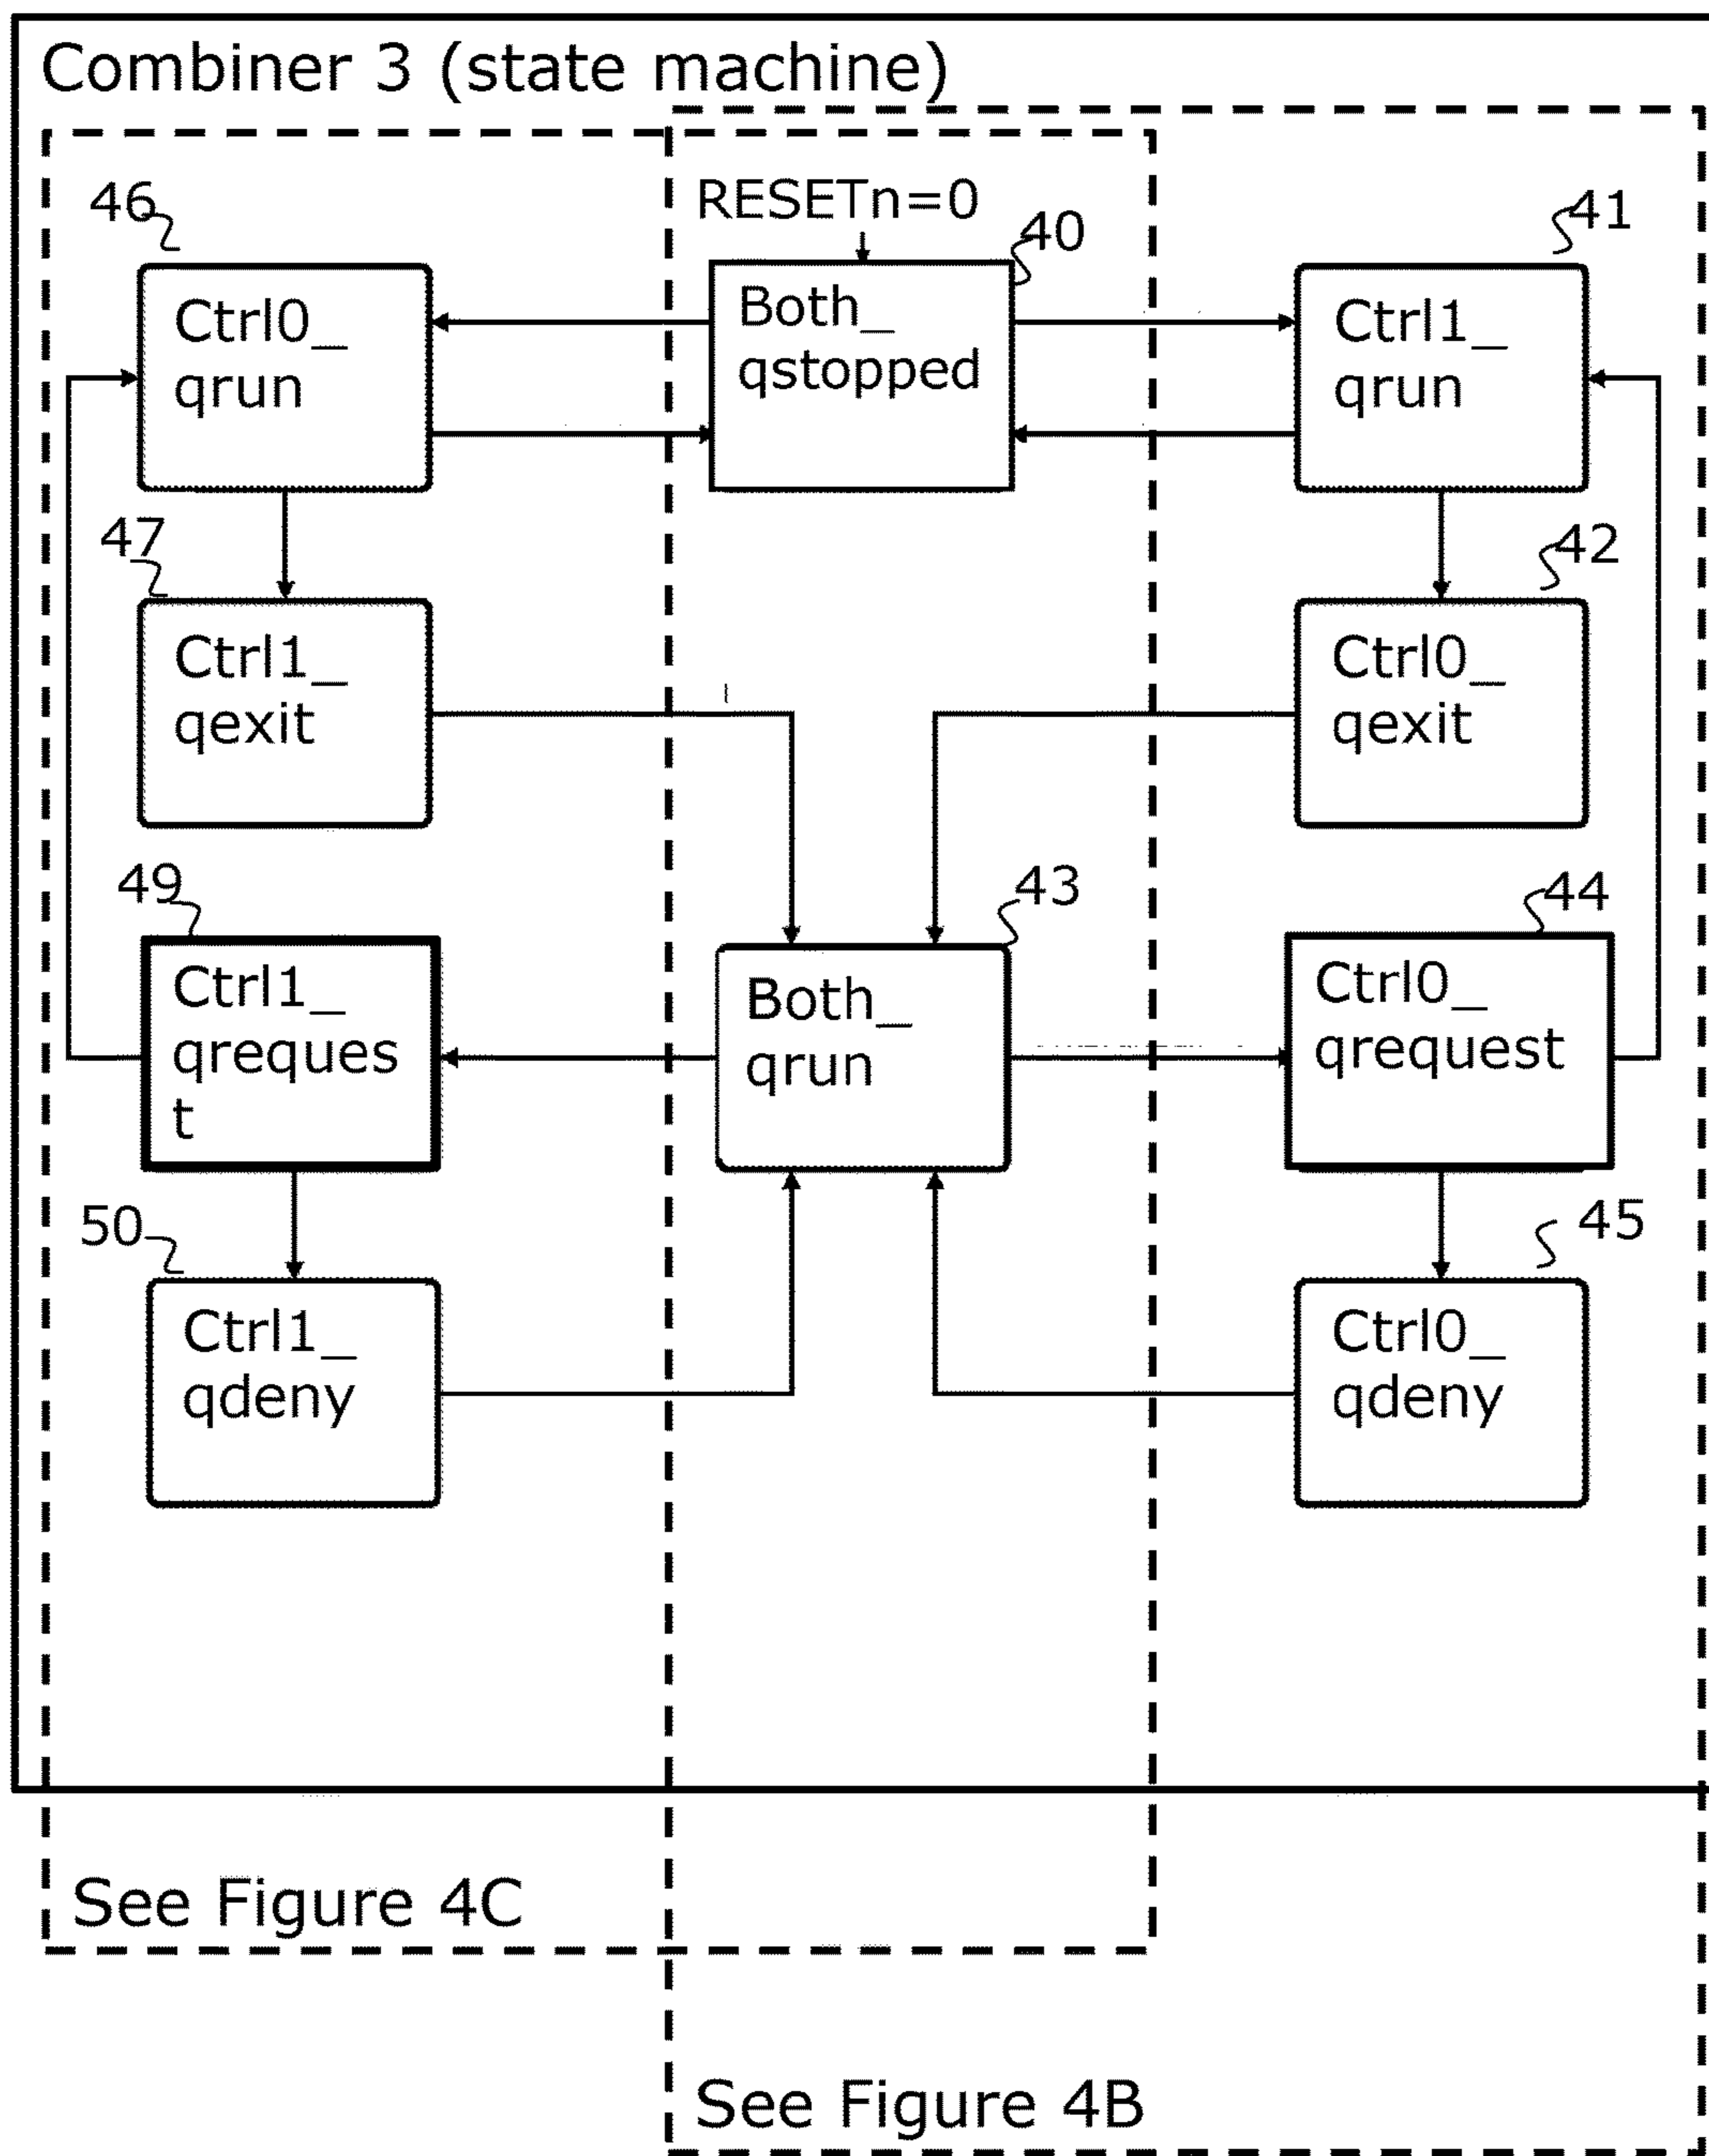 Combiner 3 (state machine)
46
RESETn=0
40
41
Ctrl0_
qrun
Both_
qstopped
Ctrl1_
qrun
47
42
Ctrl1_
qexit
Ctrl0_
qexit
49
43
44
Ctrl1_
qreques
t
Both_
qrun
Ctrl0_
qrequest
50
45
Ctrl1_
qdeny
Ctrl0_
qdeny
See Figure 4C
See Figure 4B